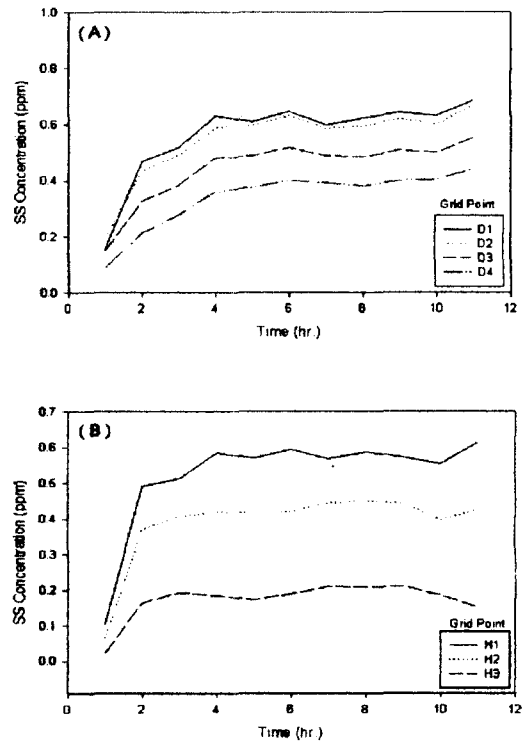 (A)
SS Concentration (ppm)
1.0
0.8
0.6
0.4
0.2
0.0
Grid Point
D1
D2
D3
D4
0 2 4 6 8 10 12
Time (hr.)
(B)
SS Concentration (ppm)
0.7
0.6
0.5
0.4
0.3
0.2
0.1
0.0
Grid Point
H1
H2
H3
0 2 4 6 8 10 12
Time (hr.)